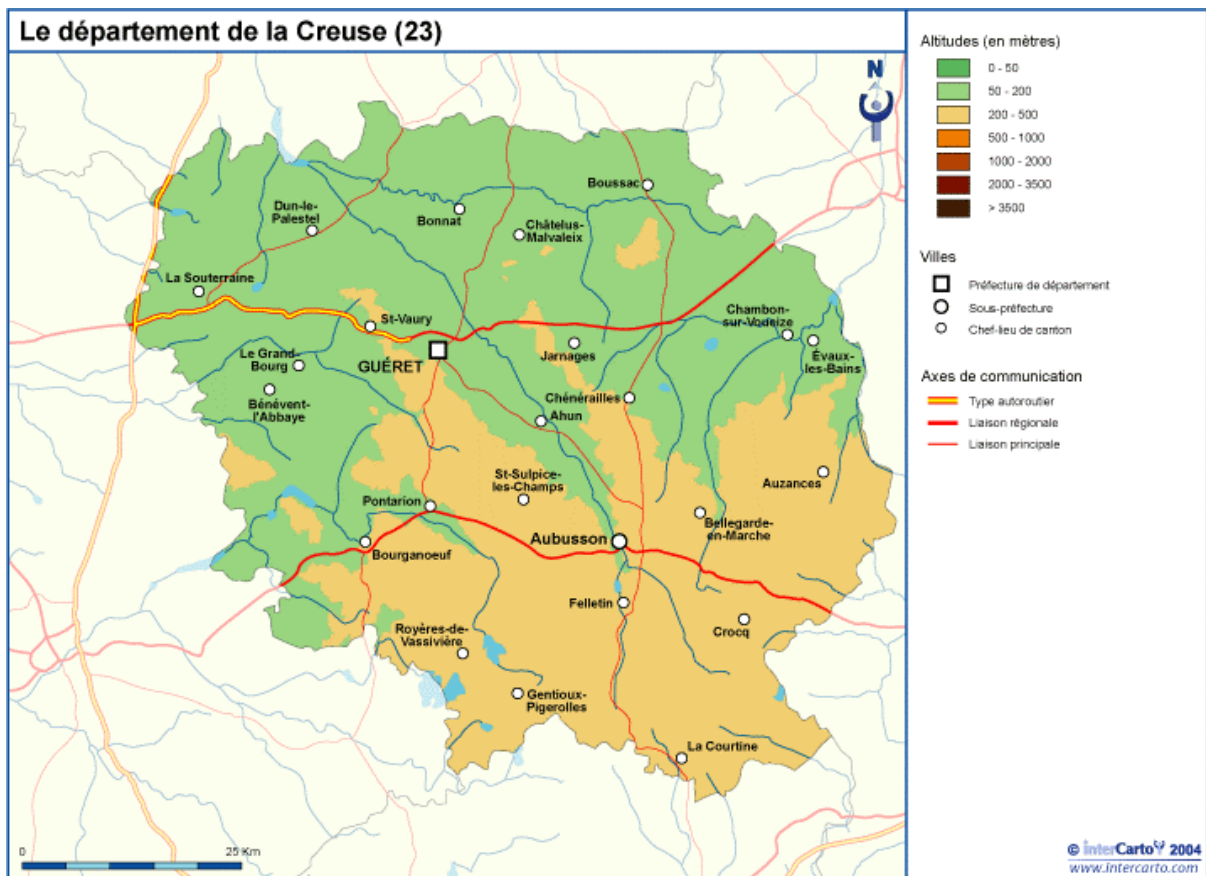 Le département de la Creuse (23)
N
Boussac
Dun-le-
Palestel
Bonnat
Châtelus-
Malvaleix
La Souterraine
St-Vaury
Chambon-
sur-Voueize
Le Grand-
Bourg
GUÉRET
Jarnages
Évaux-
les-Bains
Bénévent-
l'Abbaye
Chénérailles
Ahun
St-Sulpice-
les-Champs
Auzances
Pontarion
Bellegarde-
en-Marche
Aubusson
Bourganoeuf
Felletin
Crocq
Royères-de-
Vassivière
Gentioux-
Pigerolles
La Courtine
0
25 Km
Altitudes (en mètres)
0 - 50
50 - 200
200 - 500
500 - 1000
1000 - 2000
2000 - 3500
> 3500
Villes
Préfecture de département
Sous-préfecture
Chef-lieu de canton
Axes de communication
Type autoroutier
Liaison régionale
Liaison principale
© interCarto 2004
www.intercarto.com